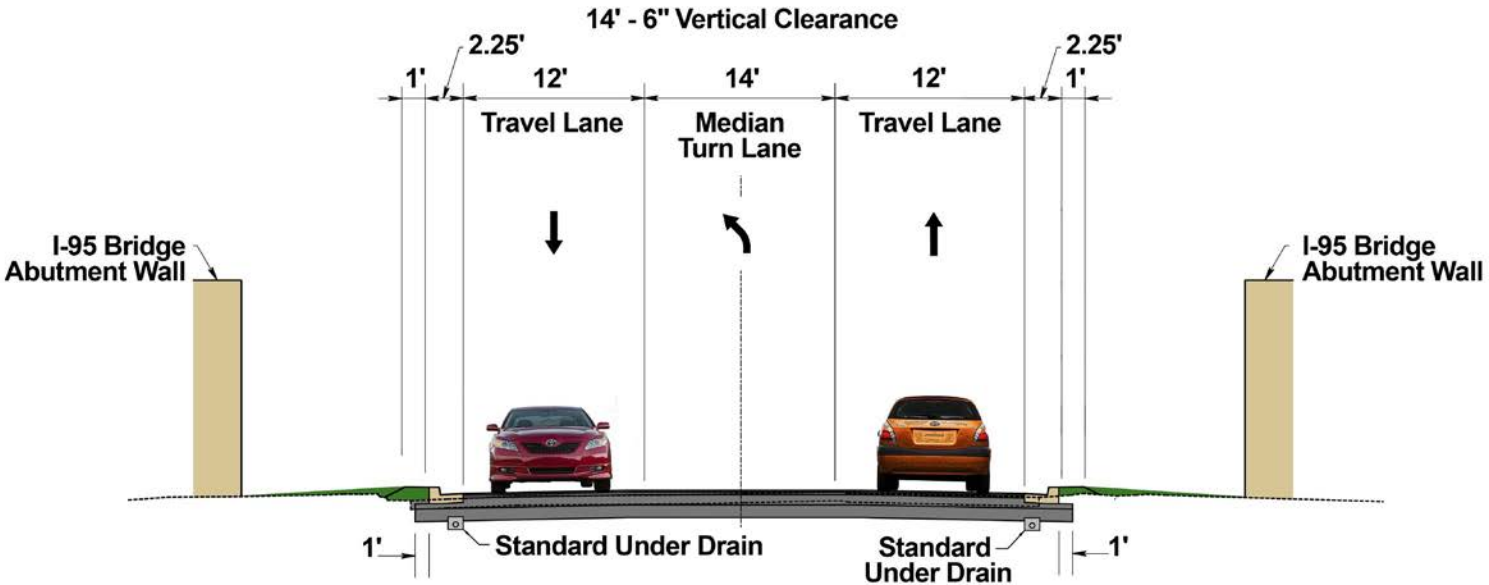 14' - 6" Vertical Clearance
2.25'
2.25'
1'
12'
14'
12'
1'
Travel Lane
Median
Turn Lane
Travel Lane
I-95 Bridge
Abutment Wall
I-95 Bridge
Abutment Wall
1'
Standard Under Drain
Standard
Under Drain
1'